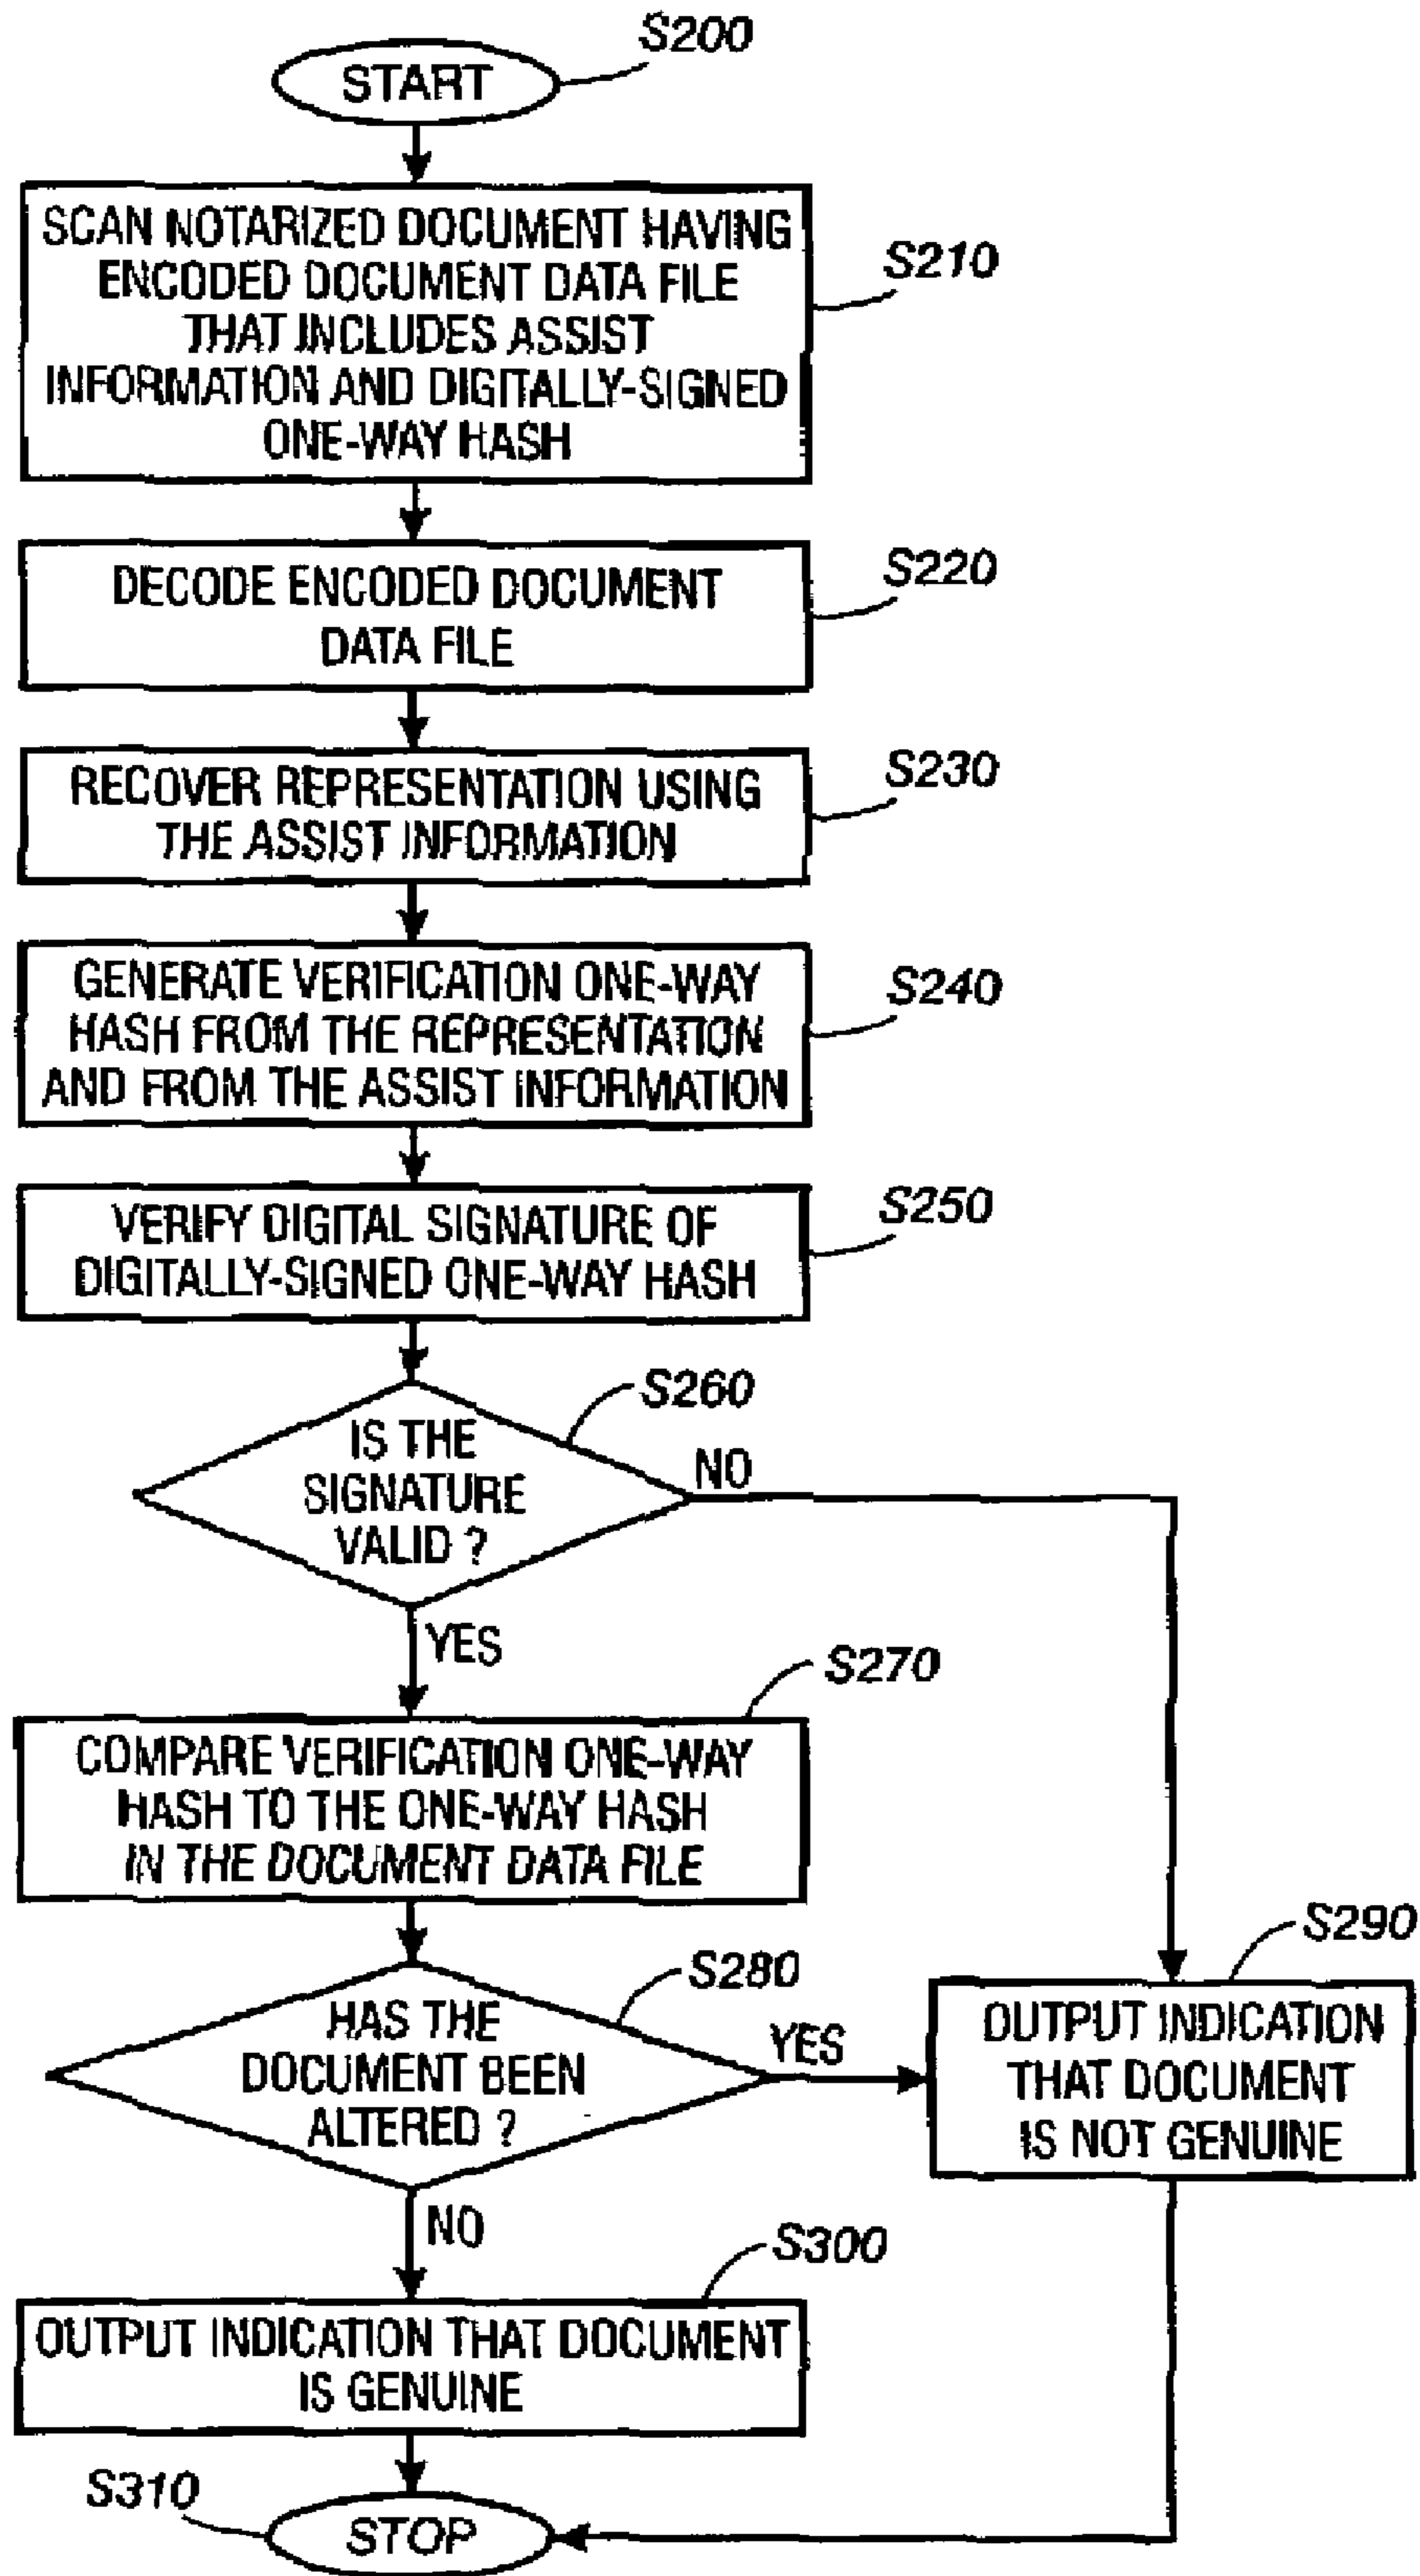 S200
START
SCAN NOTARIZED DOCUMENT HAVING
ENCODED DOCUMENT DATA FILE
THAT INCLUDES ASSIST
INFORMATION AND DIGITALLY-SIGNED
ONE-WAY HASH
S210
DECODE ENCODED DOCUMENT
DATA FILE
S220
RECOVER REPRESENTATION USING
THE ASSIST INFORMATION
S230
GENERATE VERIFICATION ONE-WAY
HASH FROM THE REPRESENTATION
AND FROM THE ASSIST INFORMATION
S240
VERIFY DIGITAL SIGNATURE OF
DIGITALLY-SIGNED ONE-WAY HASH
S250
S260
IS THE
SIGNATURE
VALID ?
NO
YES
S270
COMPARE VERIFICATION ONE-WAY
HASH TO THE ONE-WAY HASH
IN THE DOCUMENT DATA FILE
S280
HAS THE
DOCUMENT BEEN
ALTERED ?
YES
S290
OUTPUT INDICATION
THAT DOCUMENT
IS NOT GENUINE
NO
S300
OUTPUT INDICATION THAT DOCUMENT
IS GENUINE
S310
STOP